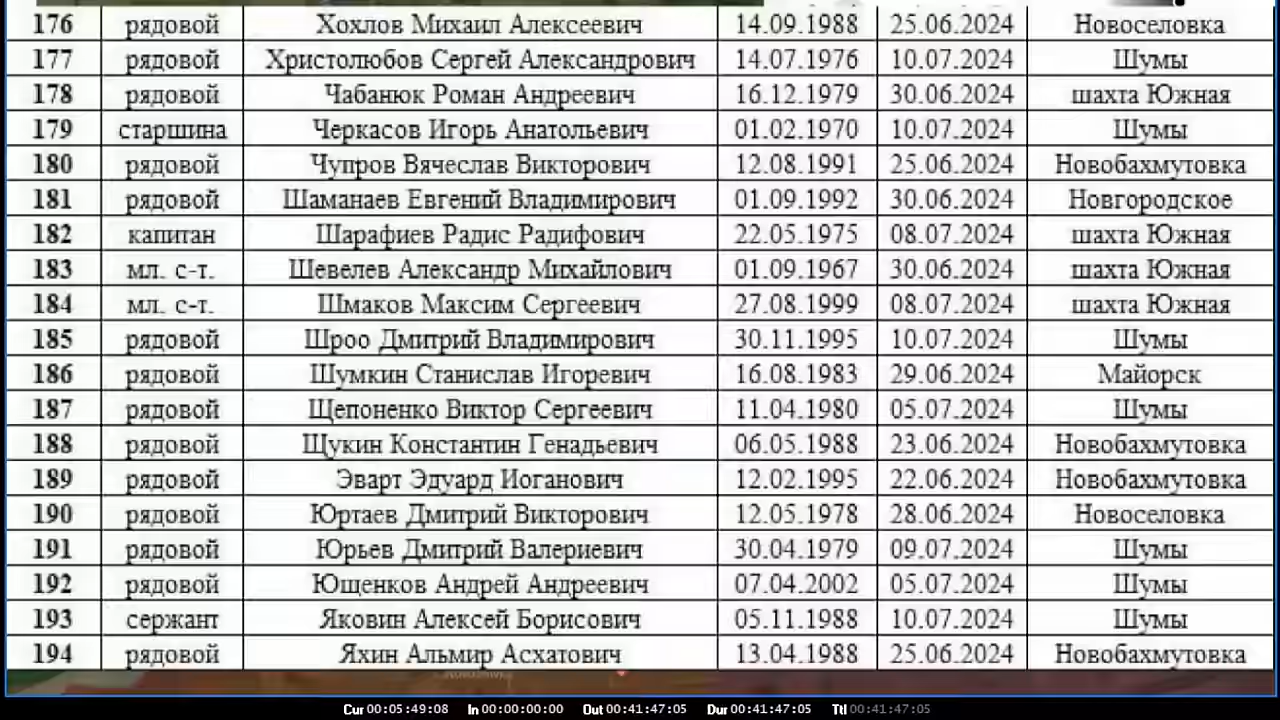 176 рядовой Хохлов Михаил Алексеевич 14.09.1988 25.06.2024 Новоселовка
177 рядовой Христолюбов Сергей Александрович 14.07.1976 10.07.2024 Шумы
178 рядовой Чабанюк Роман Андреевич 16.12.1979 30.06.2024 шахта Южная
179 старшина Черкасов Игорь Анатольевич 01.02.1970 10.07.2024 Шумы
180 рядовой Чупров Вячеслав Викторович 12.08.1991 25.06.2024 Новобахмутовка
181 рядовой Шаманаев Евгений Владимирович 01.09.1992 30.06.2024 Новгородское
182 капитан Шарафиев Радис Радифович 22.05.1975 08.07.2024 шахта Южная
183 мл. с-т. Шевелев Александр Михайлович 01.09.1967 30.06.2024 шахта Южная
184 мл. с-т. Шмаков Максим Сергеевич 27.08.1999 08.07.2024 шахта Южная
185 рядовой Шроо Дмитрий Владимирович 30.11.1995 10.07.2024 Шумы
186 рядовой Шумкин Станислав Игоревич 16.08.1983 29.06.2024 Майорск
187 рядовой Щепоненко Виктор Сергеевич 11.04.1980 05.07.2024 Шумы
188 рядовой Щукин Константин Генадьевич 06.05.1988 23.06.2024 Новобахмутовка
189 рядовой Эварт Эдуард Иоганович 12.02.1995 22.06.2024 Новобахмутовка
190 рядовой Юртаев Дмитрий Викторович 12.05.1978 28.06.2024 Новоселовка
191 рядовой Юрьев Дмитрий Валериевич 30.04.1979 09.07.2024 Шумы
192 рядовой Ющенков Андрей Андреевич 07.04.2002 05.07.2024 Шумы
193 сержант Яковин Алексей Борисович 05.11.1988 10.07.2024 Шумы
194 рядовой Яхин Альмир Асхатович 13.04.1988 25.06.2024 Новобахмутовка
Cur 00:05:49:08 In 00:00:00:00 Out 00:41:47:05 Dur 00:41:47:05 Ttl 00:41:47:05